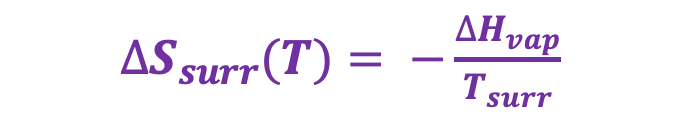 ΔS_surr(T) = −ΔH_vap/T_surr